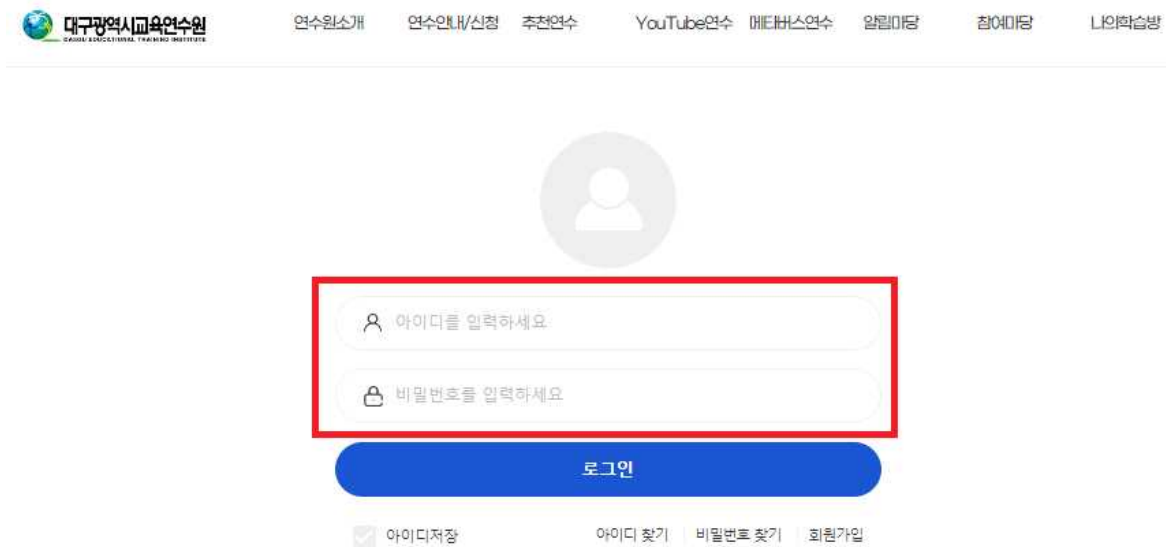 대구광역시교육연수원
DAEGU EDUCATIONAL TRAINING INSTITUTE
연수원소개 연수안내/신청 추천연수 YouTube연수 메타버스연수 알림마당 참여마당 나의학습방
아이디를 입력하세요
비밀번호를 입력하세요
로그인
아이디저장 아이디 찾기 비밀번호 찾기 회원가입